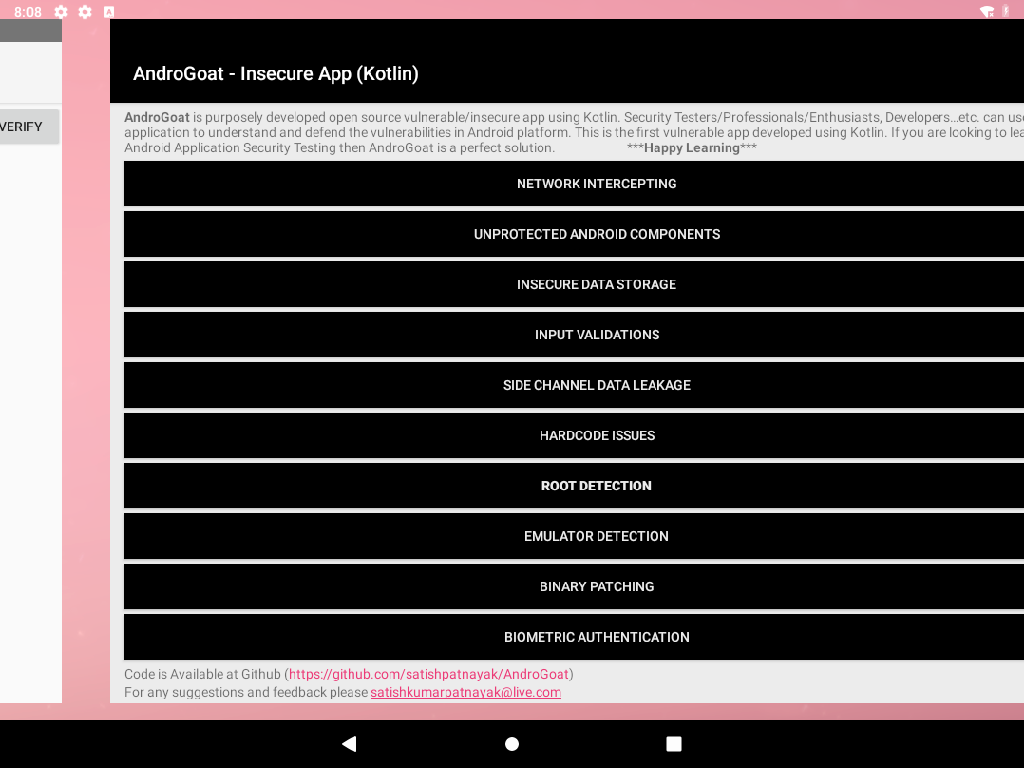 8:08
VERIFY
AndroGoat - Insecure App (Kotlin)
AndroGoat is purposely developed open source vulnerable/insecure app using Kotlin. Security Testers/Professionals/Enthusiasts, Developers...etc. can use
application to understand and defend the vulnerabilities in Android platform. This is the first vulnerable app developed using Kotlin. If you are looking to
Android Application Security Testing then AndroGoat is a perfect solution. ***Happy Learning***
NETWORK INTERCEPTING
UNPROTECTED ANDROID COMPONENTS
INSECURE DATA STORAGE
INPUT VALIDATIONS
SIDE CHANNEL DATA LEAKAGE
HARDCODE ISSUES
ROOT DETECTION
EMULATOR DETECTION
BINARY PATCHING
BIOMETRIC AUTHENTICATION
Code is Available at Github (https://github.com/satishpatnayak/AndroGoat)
For any suggestions and feedback please satishkumarpatnayak@live.com